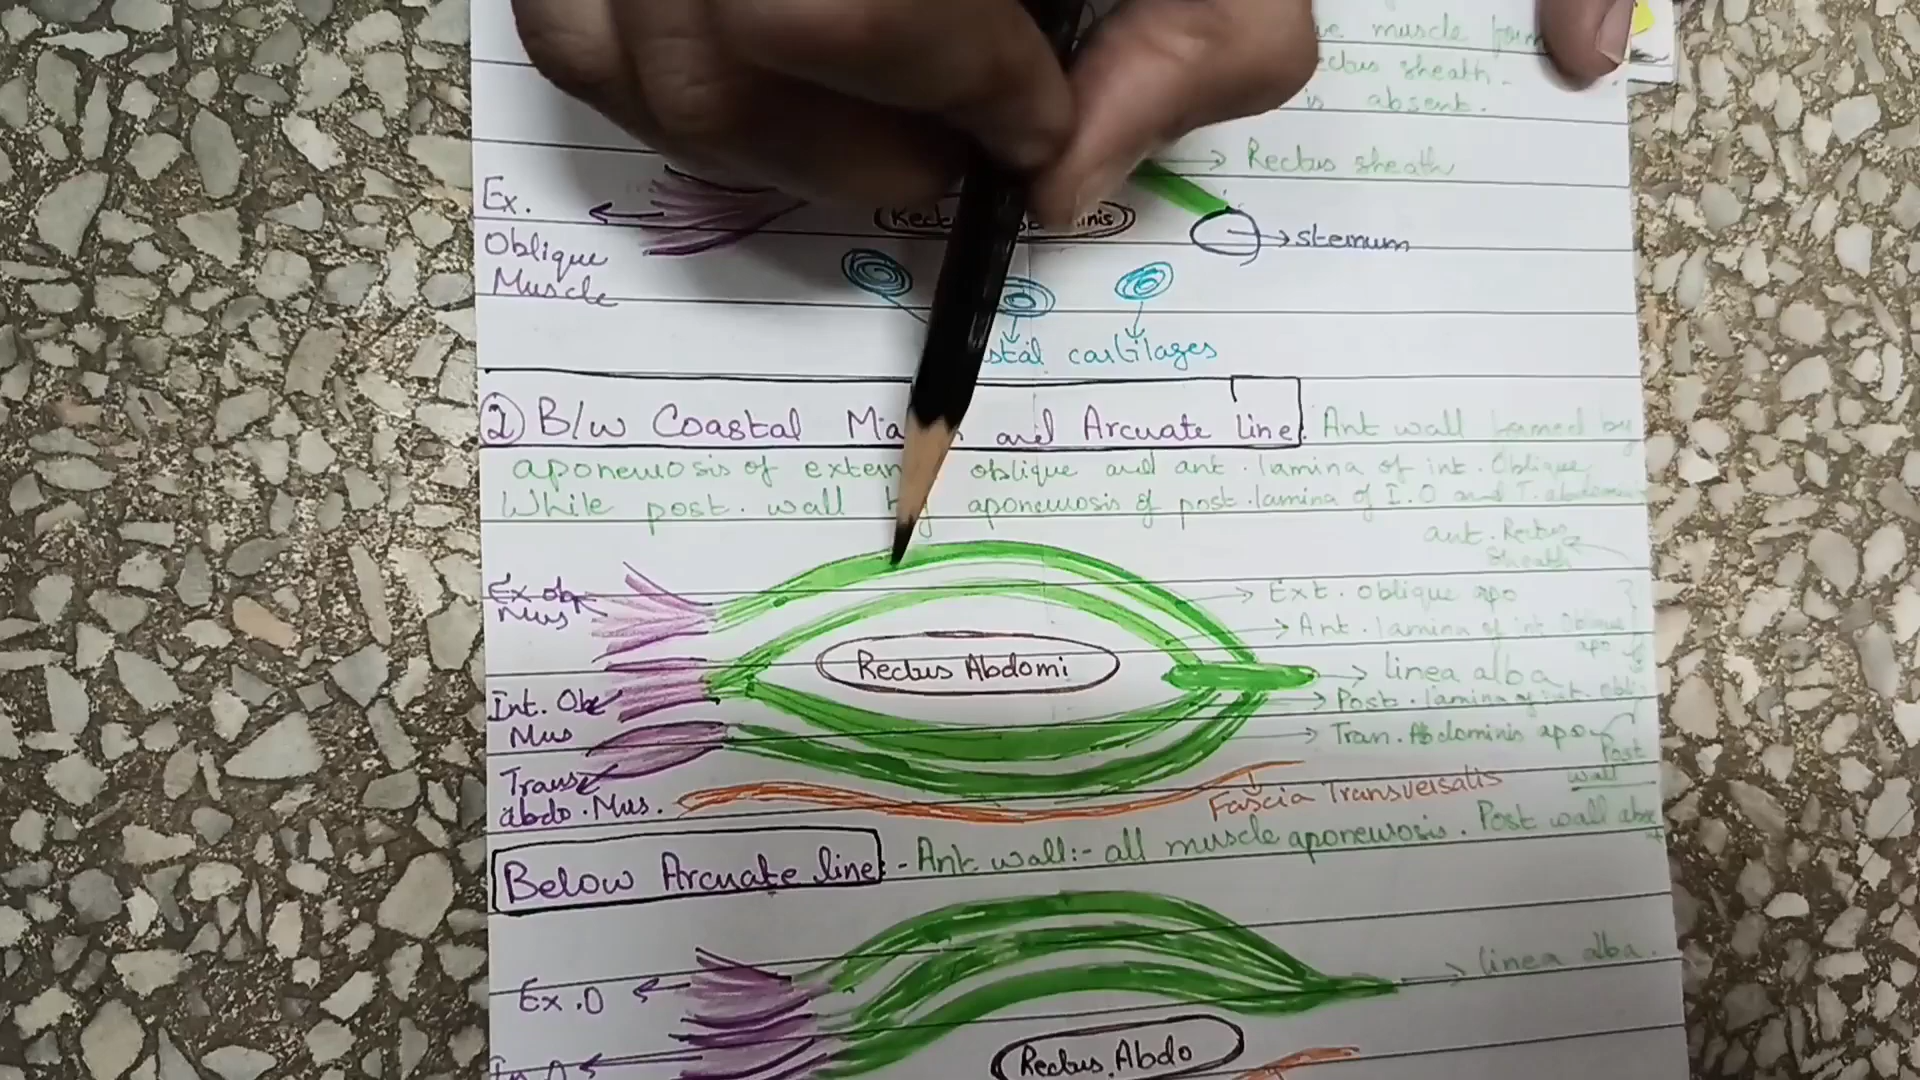 muscle
sheath.
is absent.
Rectus sheath
Ex.
Oblique
Muscle
sternum
cartilages
② B/w Coastal and Arcuate line: Ant wall formed by
aponeurosis of oblique and ant. lamina of int. Oblique
While post. wall by aponeurosis of post. lamina of I.O and T.
ant. Rectus
Sheath
Ex. ob
Mus
Ext. oblique apo
Ant. lamina of int Oblique
apo
Rectus Abdomi
linea alba
Int. Obl
Mus
Post. lamina of int.
Tran. Abdominis apo
Post
wall
Trans
abdo. Mus.
Fascia Transversalis
Below Arcuate line:- Ant wall:- all muscle aponeurosis. Post wall
linea alba.
Ex.O
Rectus Abdo